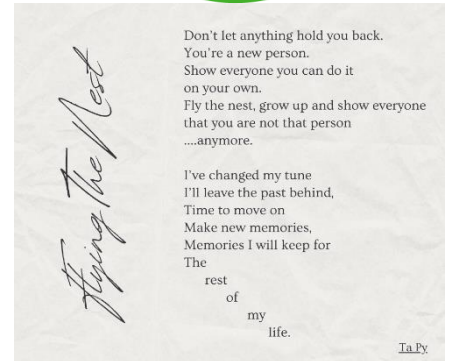 Flying The Nest
Don't let anything hold you back.
You're a new person.
Show everyone you can do it
on your own.
Fly the nest, grow up and show everyone
that you are not that person
....anymore.
I've changed my tune
I'll leave the past behind,
Time to move on
Make new memories,
Memories I will keep for
The
rest
of
my
life.
Ta Py